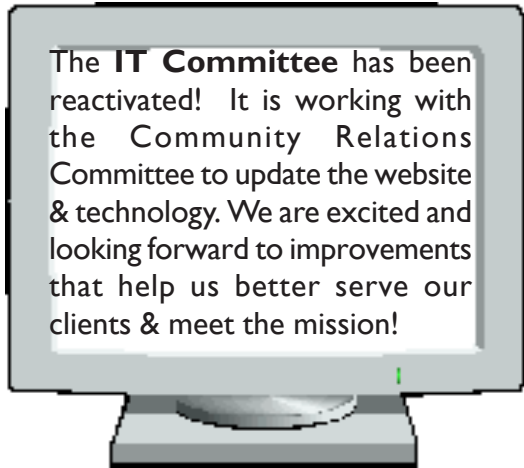 The IT Committee has been
reactivated! It is working with
the Community Relations
Committee to update the website
& technology. We are excited and
looking forward to improvements
that help us better serve our
clients & meet the mission!